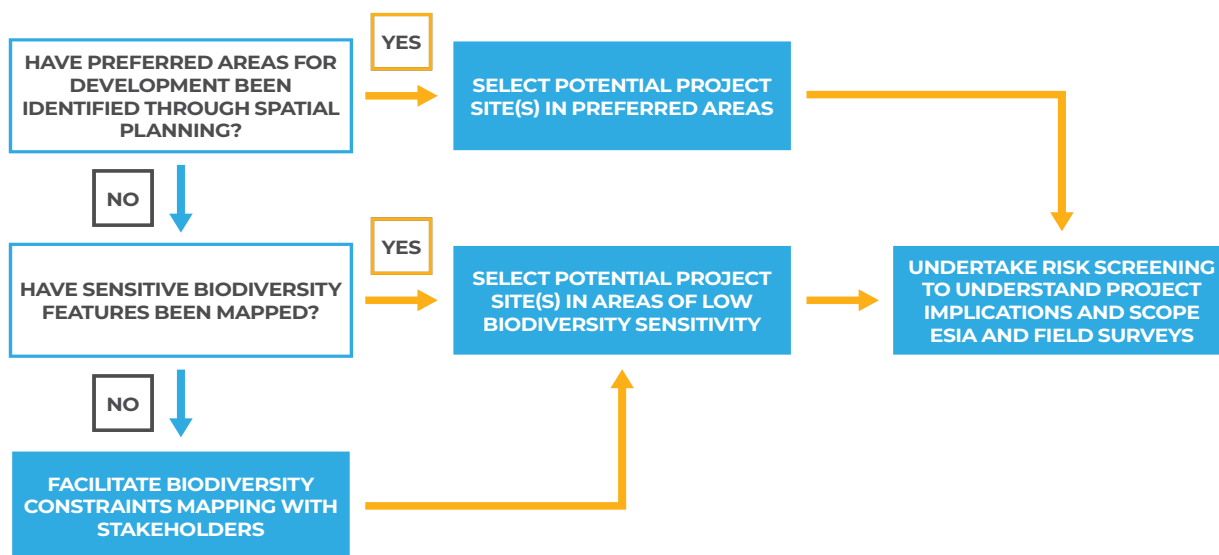 HAVE PREFERRED AREAS FOR
DEVELOPMENT BEEN
IDENTIFIED THROUGH SPATIAL
PLANNING?
YES
SELECT POTENTIAL PROJECT
SITE(S) IN PREFERRED AREAS
NO
HAVE SENSITIVE BIODIVERSITY
FEATURES BEEN MAPPED?
YES
SELECT POTENTIAL PROJECT
SITE(S) IN AREAS OF LOW
BIODIVERSITY SENSITIVITY
UNDERTAKE RISK SCREENING
TO UNDERSTAND PROJECT
IMPLICATIONS AND SCOPE
ESIA AND FIELD SURVEYS
NO
FACILITATE BIODIVERSITY
CONSTRAINTS MAPPING WITH
STAKEHOLDERS